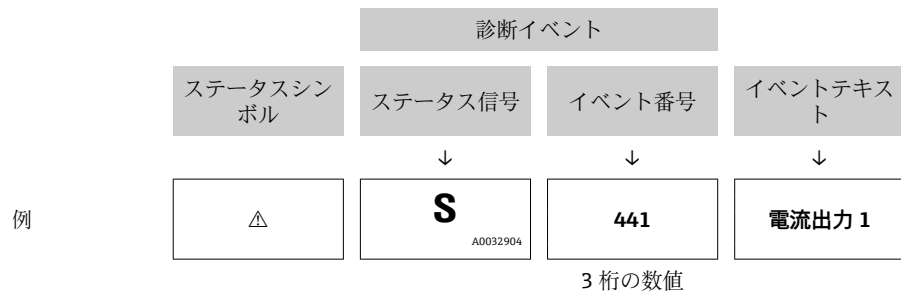 診断イベント
ステータスシン
ボル
ステータス信号
イベント番号
イベントテキス
ト
↓ ↓ ↓
例
⚠
S
A0032904
441
電流出力 1
3 桁の数値